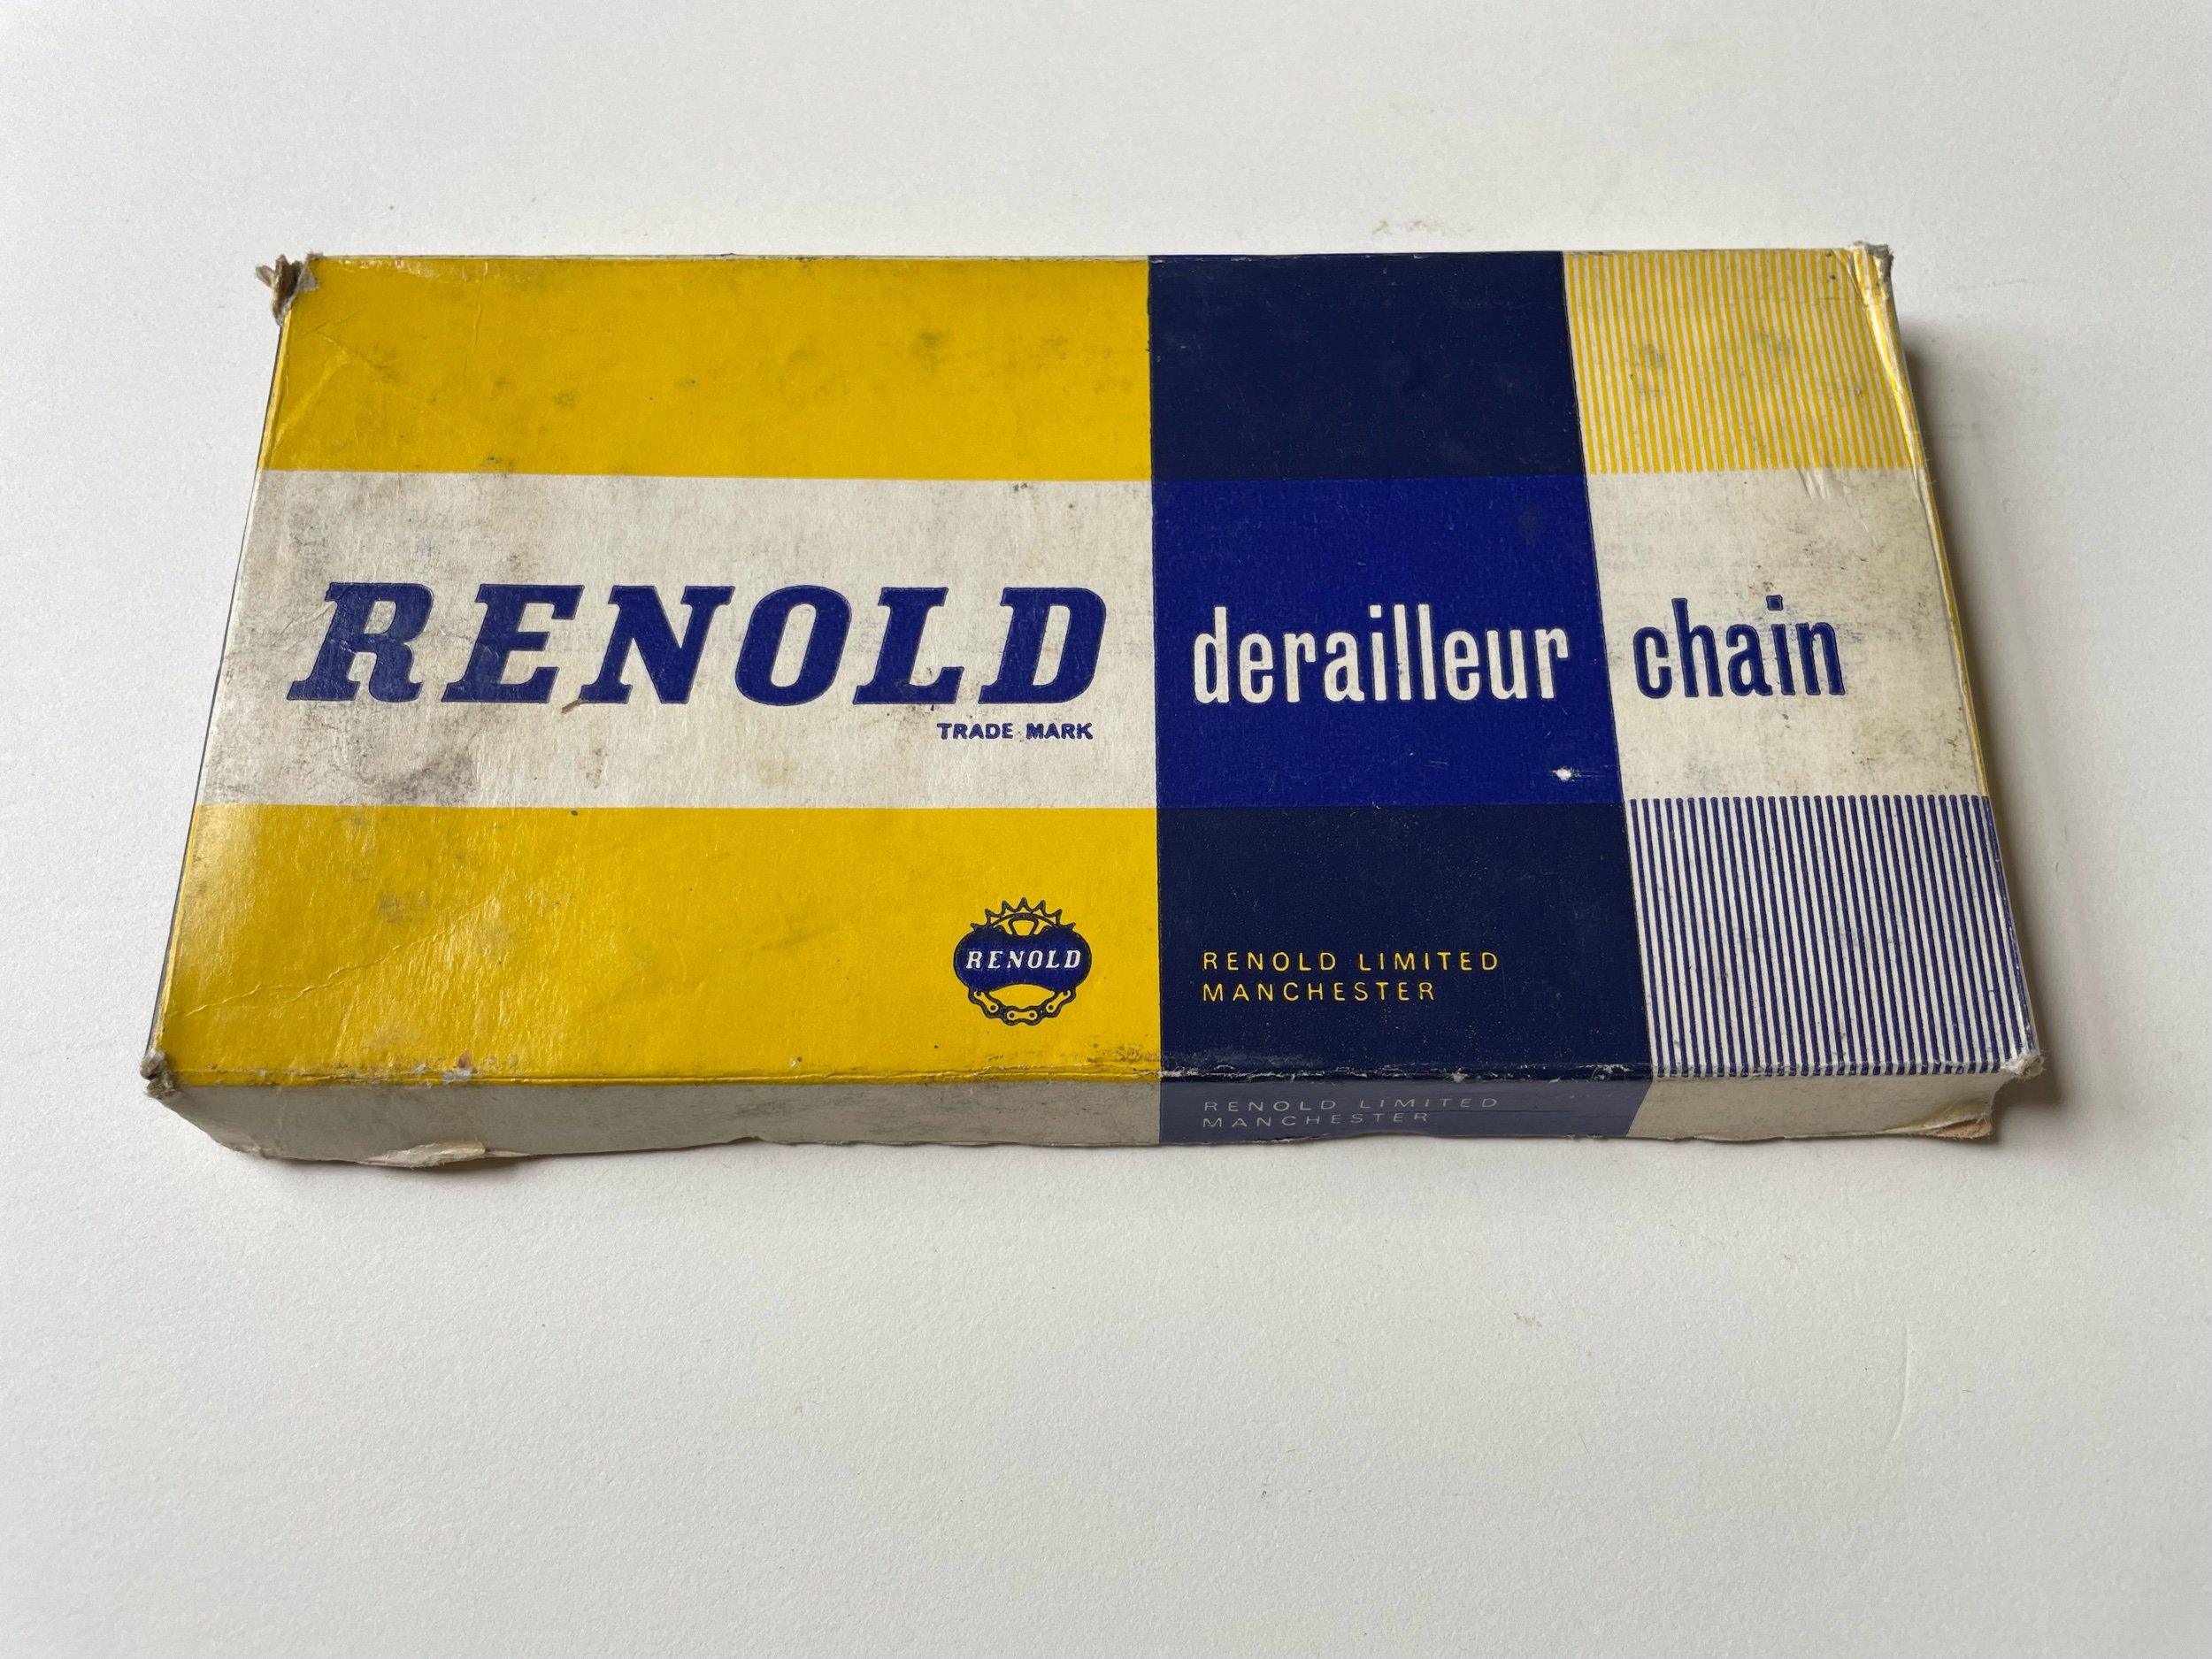 RENOLD derailleur chain
TRADE MARK
RENOLD
RENOLD LIMITED
MANCHESTER
RENOLD LIMITED
MANCHESTER